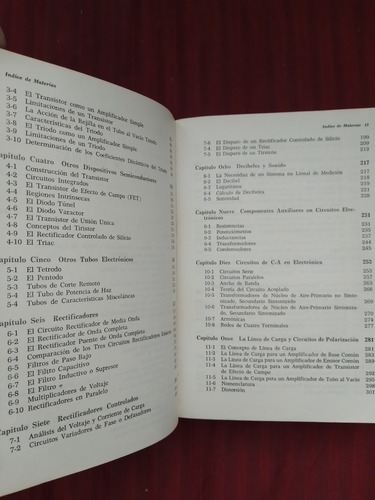 Indice de Materias
3-4 El Transistor como un Amplificador Simple
3-5 Limitaciones de un Transistor
3-6 La Acción de la Rejilla en el Tubo al Vacío Triodo
3-7 Características del Triodo
3-8 El Triodo como un Amplificador Simple
3-9 Limitaciones de un Triodo
3-10 Determinación de los Coeficientes Dinámicos del Triodo
Capítulo Cuatro Otros Dispositivos Semiconductores
4-1 Construcción del Transistor
4-2 Circuitos Integrados
4-3 El Transistor de Efecto de Campo (FET)
4-4 Regiones Intrínsecas
4-5 El Diodo Túnel
4-6 El Diodo Varactor
4-7 El Transistor de Unión Unica
4-8 Conceptos del Tiristor
4-9 El Rectificador Controlado de Silicio
4-10 El Triac
Capítulo Cinco Otros Tubos Electrónicos
5-1 El Tetrodo
5-2 El Pentodo
5-3 Tubos de Corte Remoto
5-4 El Tubo de Potencia de Haz
5-5 Tubos de Características Misceláneas
Capítulo Seis Rectificadores
6-1 El Circuito Rectificador de Media Onda
6-2 El Rectificador de Onda Completa
6-3 El Rectificador Puente de Onda Completa
6-4 Comparación de los Tres Circuitos Rectificadores
6-5 Filtros de Paso Bajo
6-6 El Filtro Capacitivo
6-7 El Filtro Inductivo o Supresor
6-8 El Filtro π
6-9 Multiplicadores de Voltaje
6-10 Rectificadores en Paralelo
Capítulo Siete Rectificadores Controlados
7-1 Análisis del Voltaje y Corriente de Carga
7-2 Circuitos Variadores de Fase o Defasadores
Indice de Materias 11
7-6 El Disparo de un Rectificador Controlado de Silicio
7-4 El Disparo de un Triac
7-5 El Disparo de un Tiristor
Capítulo Ocho Decibeles y Sonido 217
8-1 La Necesidad de un Sistema no Lineal de Medición
8-2 El Decibel
8-3 Logaritmos
8-4 Cálculo de Decibeles
8-5 Sonoridad
Capítulo Nueve Componentes Auxiliares en Circuitos Elec-
trónicos 231
9-1 Resistencias
9-2 Potenciómetros
9-3 Inductancias
9-4 Transformadores
9-5 Condensadores
Capítulo Diez Circuitos de C-A en Electrónica 253
10-1 Circuitos Serie
10-2 Circuitos Paralelos
10-3 Ancho de Banda
10-4 Teoría del Circuito Acoplado
10-5 Transformadores de Núcleo de Aire-Primario no Sinto-
nizado, Secundario Sintonizado
10-6 Transformadores de Núcleo de Aire-Primario Sintoniza-
do, Secundario Sintonizado
10-7 Armónicas
10-8 Redes de Cuatro Terminales
Capítulo Once La Línea de Carga y Circuitos de Polarización 281
11-1 El Concepto de Línea de Carga
11-2 La Línea de Carga para un Amplificador de Base Común
11-3 La Línea de Carga para un Amplificador de Emisor Común
11-4 La Línea de Carga para un Amplificador de Transistor
de Efecto de Campo
11-5 La Línea de Carga para un Amplificador de Tubo al Vacío
11-6 Nomenclatura
11-7 Distorsión